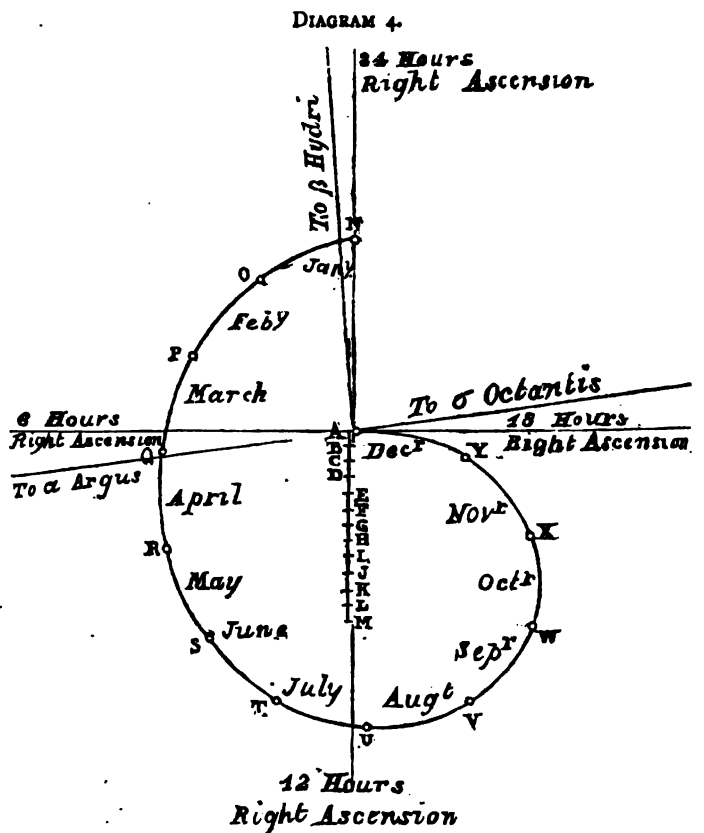 DIAGRAM 4.
24 Hours
Right Ascension
To β Hydri
N
O
Jany
Feby
P
March
To σ Octantis
6 Hours
Right Ascension
18 Hours
Right Ascension
A
B
C
D
Decr
Y
Q
To α Argus
April
E
F
G
H
I
J
K
L
M
Novr
X
R
May
Octr
S
June
Sepr
W
T
July
Augt
V
U
12 Hours
Right Ascension